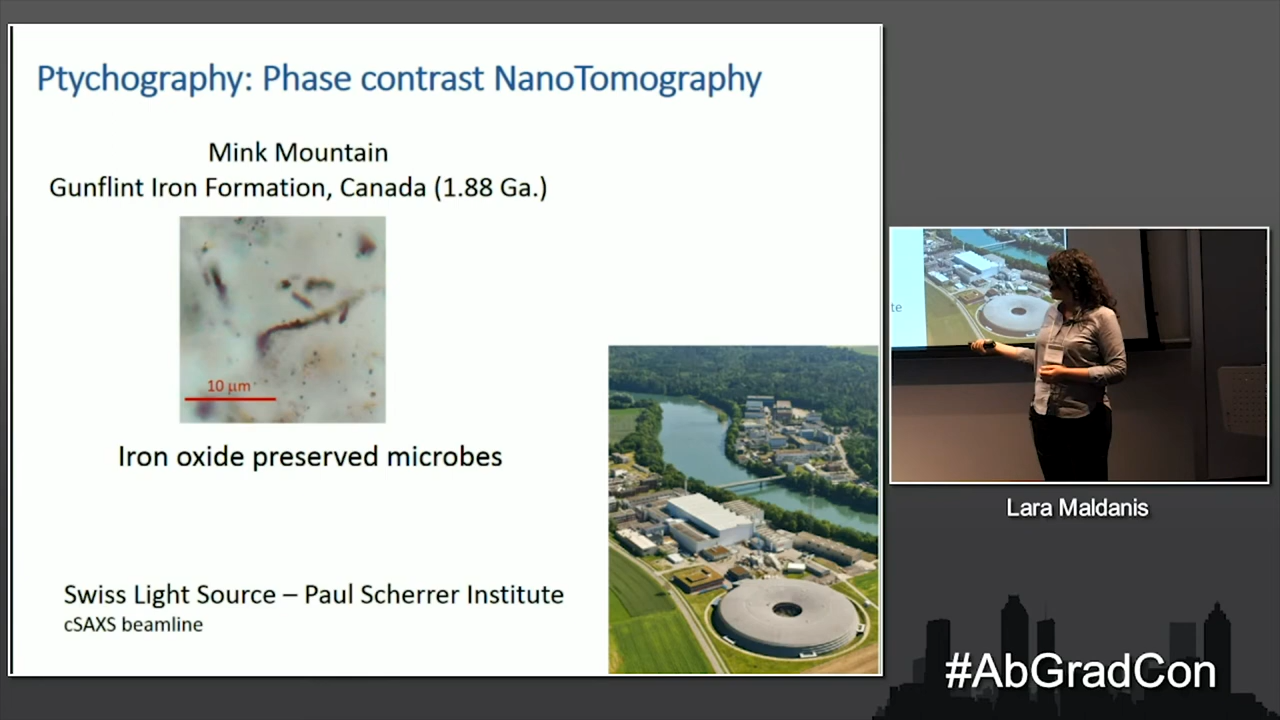 Ptychography: Phase contrast NanoTomography
Mink Mountain
Gunflint Iron Formation, Canada (1.88 Ga.)
10 µm
Iron oxide preserved microbes
Swiss Light Source – Paul Scherrer Institute
cSAXS beamline
te
Lara Maldanis
#AbGradCon